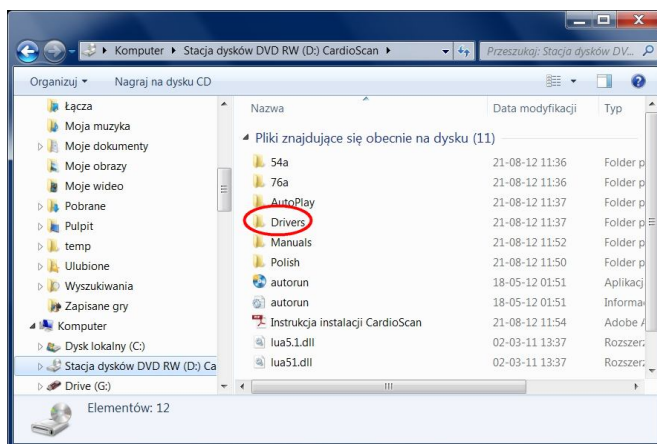 Komputer Stacja dysków DVD RW (D:) CardioScan
Przeszukaj: Stacja dysków DV...
Organizuj Nagraj na dysku CD
Łącza
Moja muzyka
Moje dokumenty
Moje obrazy
Moje wideo
Pobrane
Pulpit
temp
Ulubione
Wyszukiwania
Zapisane gry
Komputer
Dysk lokalny (C:)
Stacja dysków DVD RW (D:) Ca
Drive (G:)
Nazwa Data modyfikacji Typ
Pliki znajdujące się obecnie na dysku (11)
54a 21-08-12 11:36 Folder p
76a 21-08-12 11:36 Folder p
AutoPlay 21-08-12 11:37 Folder p
Drivers 21-08-12 11:37 Folder p
Manuals 21-08-12 11:52 Folder p
Polish 21-08-12 11:50 Folder p
autorun 18-05-12 01:51 Aplikacj
autorun 18-05-12 01:51 Informa
Instrukcja instalacji CardioScan 21-08-12 11:54 Adobe A
lua5.1.dll 02-03-11 13:37 Rozszerz
lua51.dll 02-03-11 13:37 Rozszerz
Elementów: 12